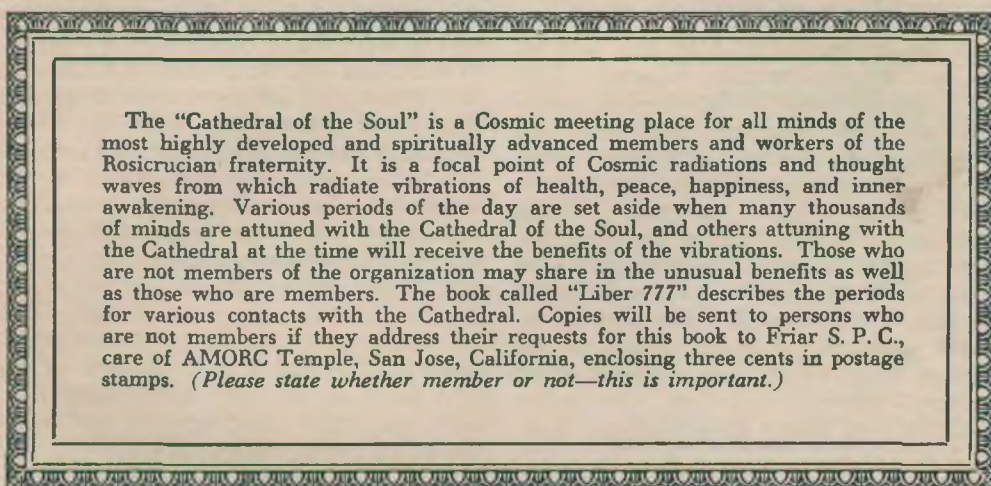 The "Cathedral of the Soul" is a Cosmic meeting place for all minds of the
most highly developed and spiritually advanced members and workers of the
Rosicrucian fraternity. It is a focal point of Cosmic radiations and thought
waves from which radiate vibrations of health, peace, happiness, and inner
awakening. Various periods of the day are set aside when many thousands
of minds are attuned with the Cathedral of the Soul, and others attuning with
the Cathedral at the time will receive the benefits of the vibrations. Those who
are not members of the organization may share in the unusual benefits as well
as those who are members. The book called "Liber 777" describes the periods
for various contacts with the Cathedral. Copies will be sent to persons who
are not members if they address their requests for this book to Friar S. P. C.,
care of AMORC Temple, San Jose, California, enclosing three cents in postage
stamps. (Please state whether member or not—this is important.)